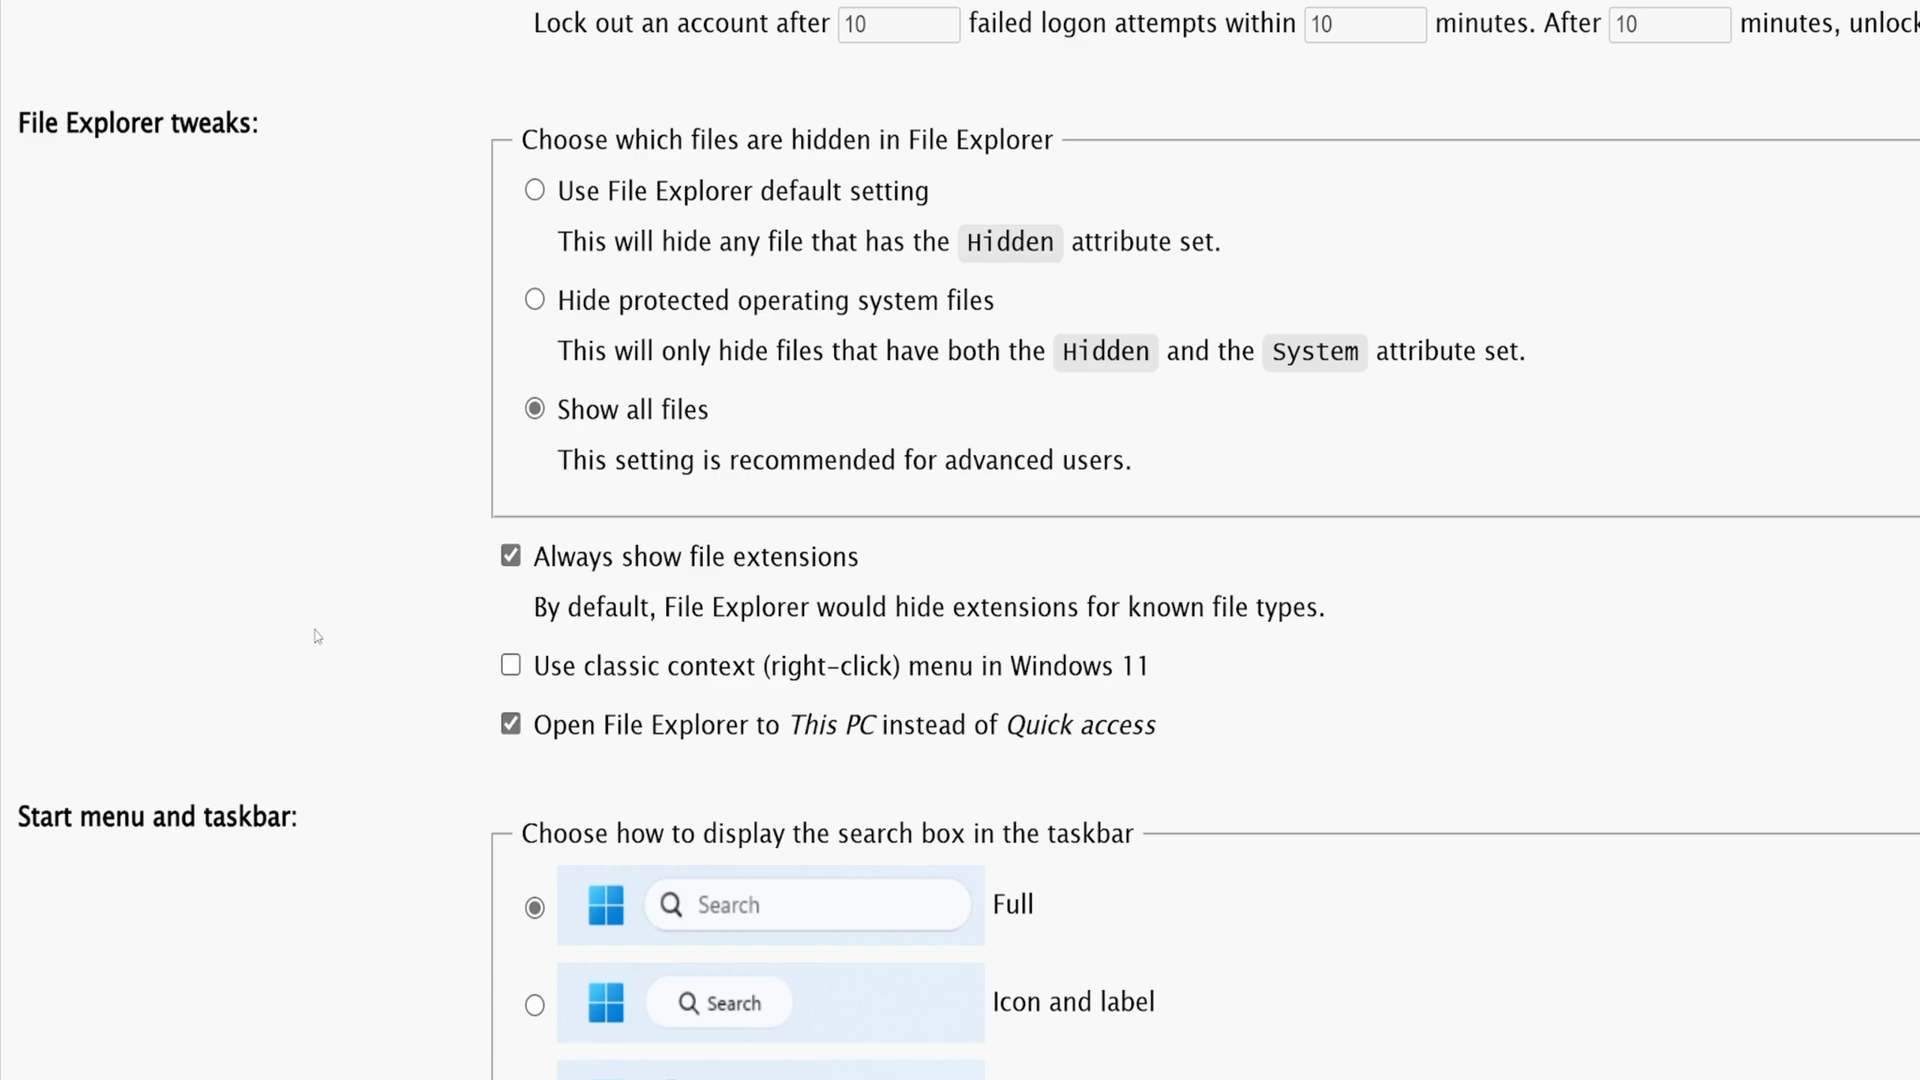 Lock out an account after 10 failed logon attempts within 10 minutes. After 10 minutes, unlock
File Explorer tweaks:
Choose which files are hidden in File Explorer
Use File Explorer default setting
This will hide any file that has the Hidden attribute set.
Hide protected operating system files
This will only hide files that have both the Hidden and the System attribute set.
Show all files
This setting is recommended for advanced users.
Always show file extensions
By default, File Explorer would hide extensions for known file types.
Use classic context (right-click) menu in Windows 11
Open File Explorer to This PC instead of Quick access
Start menu and taskbar:
Choose how to display the search box in the taskbar
Search Full
Search Icon and label